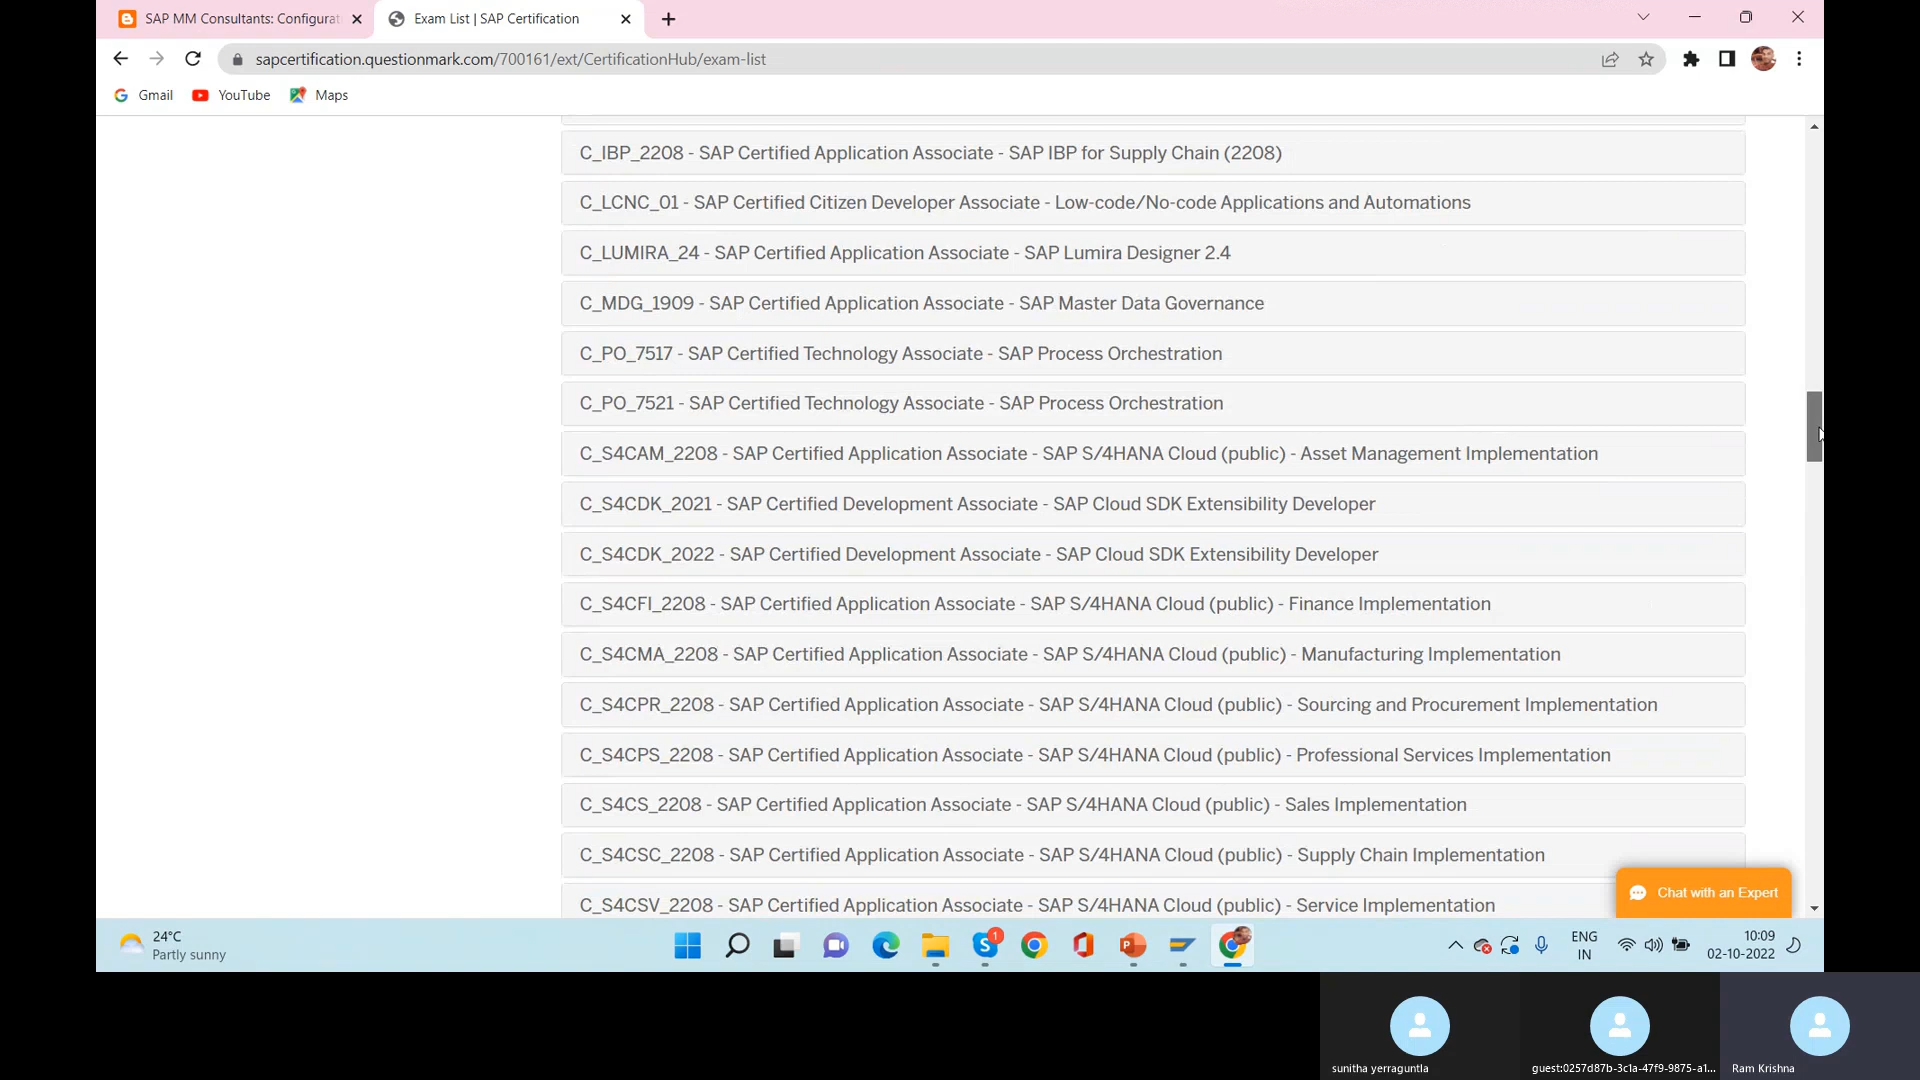 SAP MM Consultants: Configurat
Exam List | SAP Certification
sapcertification.questionmark.com/700161/ext/CertificationHub/exam-list
Gmail
YouTube
Maps
C_IBP_2208 - SAP Certified Application Associate - SAP IBP for Supply Chain (2208)
C_LCNC_01 - SAP Certified Citizen Developer Associate - Low-code/No-code Applications and Automations
C_LUMIRA_24 - SAP Certified Application Associate - SAP Lumira Designer 2.4
C_MDG_1909 - SAP Certified Application Associate - SAP Master Data Governance
C_PO_7517 - SAP Certified Technology Associate - SAP Process Orchestration
C_PO_7521 - SAP Certified Technology Associate - SAP Process Orchestration
C_S4CAM_2208 - SAP Certified Application Associate - SAP S/4HANA Cloud (public) - Asset Management Implementation
C_S4CDK_2021 - SAP Certified Development Associate - SAP Cloud SDK Extensibility Developer
C_S4CDK_2022 - SAP Certified Development Associate - SAP Cloud SDK Extensibility Developer
C_S4CFI_2208 - SAP Certified Application Associate - SAP S/4HANA Cloud (public) - Finance Implementation
C_S4CMA_2208 - SAP Certified Application Associate - SAP S/4HANA Cloud (public) - Manufacturing Implementation
C_S4CPR_2208 - SAP Certified Application Associate - SAP S/4HANA Cloud (public) - Sourcing and Procurement Implementation
C_S4CPS_2208 - SAP Certified Application Associate - SAP S/4HANA Cloud (public) - Professional Services Implementation
C_S4CS_2208 - SAP Certified Application Associate - SAP S/4HANA Cloud (public) - Sales Implementation
C_S4CSC_2208 - SAP Certified Application Associate - SAP S/4HANA Cloud (public) - Supply Chain Implementation
C_S4CSV_2208 - SAP Certified Application Associate - SAP S/4HANA Cloud (public) - Service Implementation
Chat with an Expert
24°C
Partly sunny
S 1
ENG
IN
10:09
02-10-2022
sunitha yerraguntla
guest:0257d87b-3c1a-47f9-9875-a1...
Ram Krishna